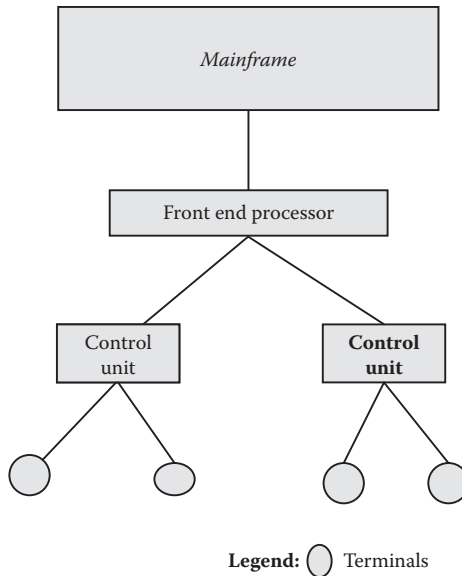 Mainframe
Front end processor
Control
unit
Control
unit
Legend: Terminals